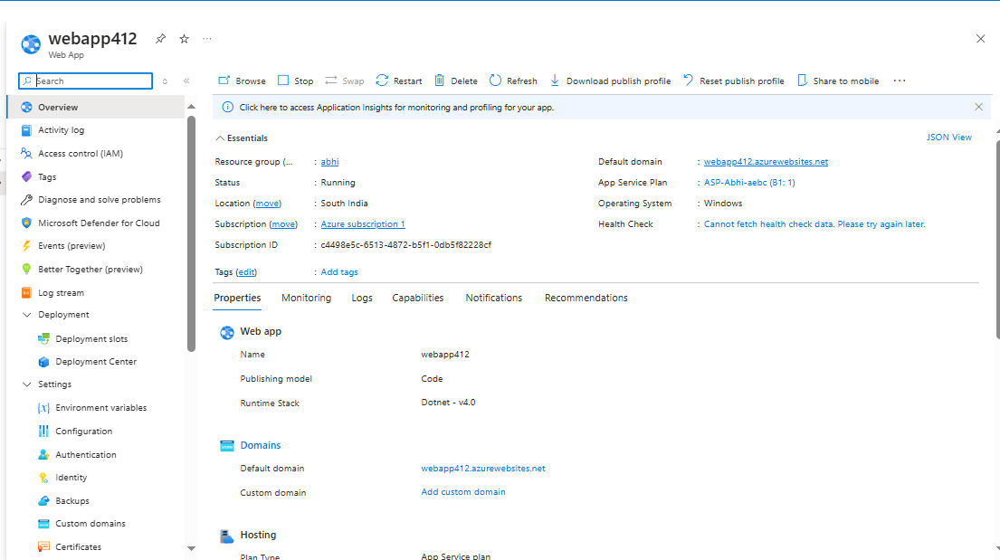 webapp412
Web App
Search
Overview
Activity log
Access control (IAM)
Tags
Diagnose and solve problems
Microsoft Defender for Cloud
Events (preview)
Better Together (preview)
Log stream
Deployment
Deployment slots
Deployment Center
Settings
Environment variables
Configuration
Authentication
Identity
Backups
Custom domains
Certificates
Browse Stop Swap Restart Delete Refresh Download publish profile Reset publish profile Share to mobile ...
Click here to access Application Insights for monitoring and profiling for your app.
Essentials JSON View
Resource group (... : abhi
Status : Running
Location (move) : South India
Subscription (move) : Azure subscription 1
Subscription ID : c4498e5c-6513-4872-b5f1-0db5f82228cf
Default domain : webapp412.azurewebsites.net
App Service Plan : ASP-Abhi-aebc (B1: 1)
Operating System : Windows
Health Check : Cannot fetch health check data. Please try again later.
Tags (edit) : Add tags
Properties Monitoring Logs Capabilities Notifications Recommendations
Web app
Name webapp412
Publishing model Code
Runtime Stack Dotnet - v4.0
Domains
Default domain webapp412.azurewebsites.net
Custom domain Add custom domain
Hosting
Plan Type App Service plan